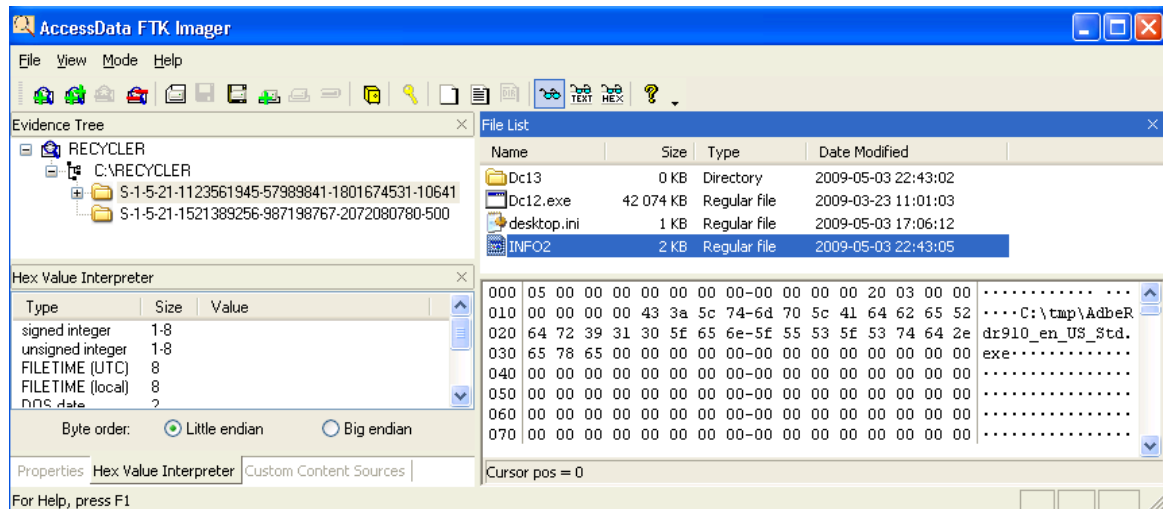 AccessData FTK Imager
File View Mode Help
TEXT HEX
Evidence Tree
RECYCLER
C:\RECYCLER
S-1-5-21-1123561945-57989841-1801674531-10641
S-1-5-21-1521389256-987198767-2072080780-500
Hex Value Interpreter
Type Size Value
signed integer 1-8
unsigned integer 1-8
FILETIME (UTC) 8
FILETIME (local) 8
DOS date 2
Byte order: Little endian Big endian
Properties Hex Value Interpreter Custom Content Sources
File List
Name Size Type Date Modified
Dc13 0 KB Directory 2009-05-03 22:43:02
Dc12.exe 42 074 KB Regular file 2009-03-23 11:01:03
desktop.ini 1 KB Regular file 2009-05-03 17:06:12
INFO2 2 KB Regular file 2009-05-03 22:43:05
000 05 00 00 00 00 00 00 00-00 00 00 00 20 03 00 00 ············ ···
010 00 00 00 00 43 3a 5c 74-6d 70 5c 41 64 62 65 52 ····C:\tmp\AdbeR
020 64 72 39 31 30 5f 65 6e-5f 55 53 5f 53 74 64 2e dr910_en_US_Std.
030 65 78 65 00 00 00 00 00-00 00 00 00 00 00 00 00 exe·············
040 00 00 00 00 00 00 00 00-00 00 00 00 00 00 00 00 ················
050 00 00 00 00 00 00 00 00-00 00 00 00 00 00 00 00 ················
060 00 00 00 00 00 00 00 00-00 00 00 00 00 00 00 00 ················
070 00 00 00 00 00 00 00 00-00 00 00 00 00 00 00 00 ················
Cursor pos = 0
For Help, press F1